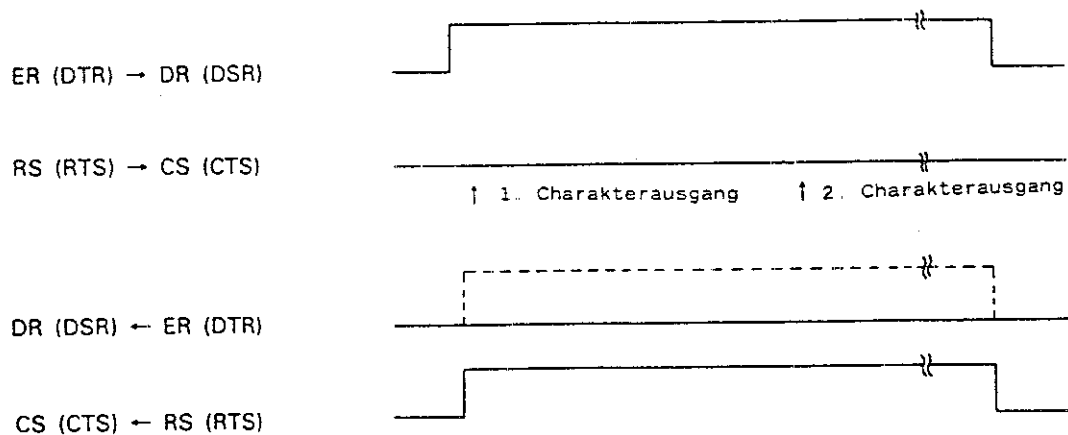 ER (DTR) → DR (DSR)
RS (RTS) → CS (CTS)
↑ 1. Charakterausgang ↑ 2. Charakterausgang
DR (DSR) ← ER (DTR)
CS (CTS) ← RS (RTS)